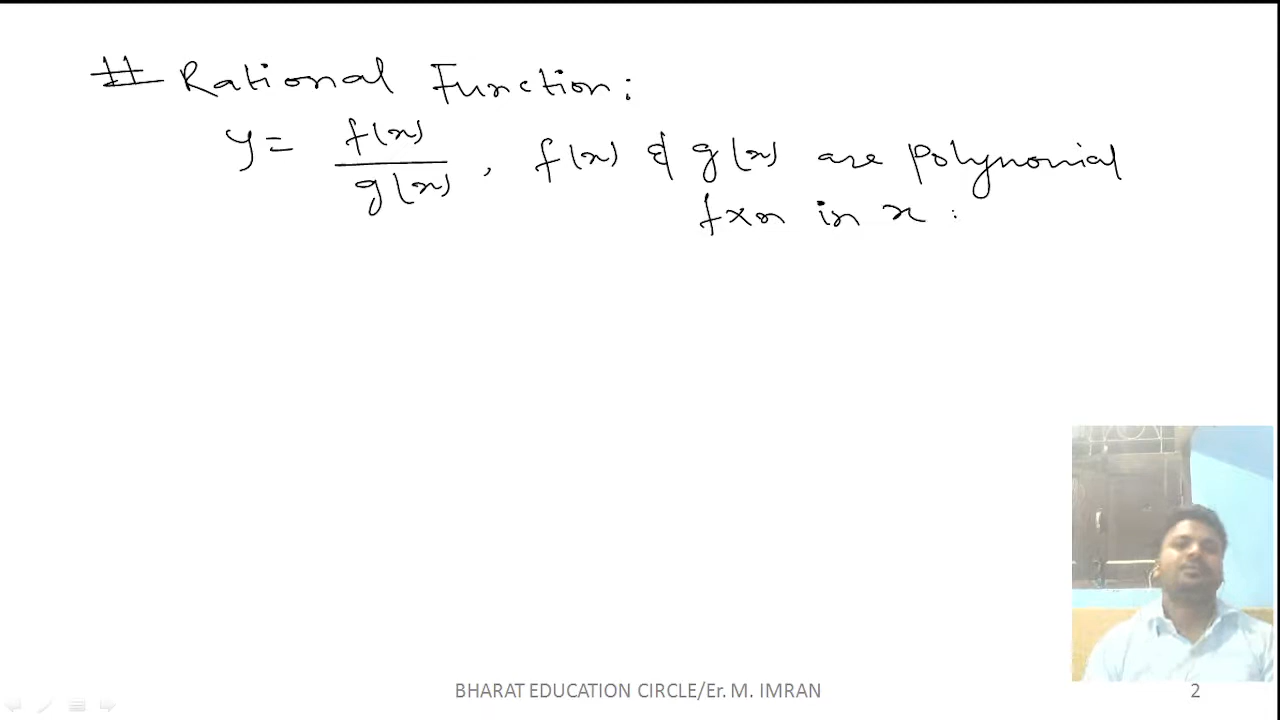 # Rational Function:
y = f(x)/g(x), f(x) & g(x) are polynomial
fxn in x :
BHARAT EDUCATION CIRCLE/Er. M. IMRAN 2